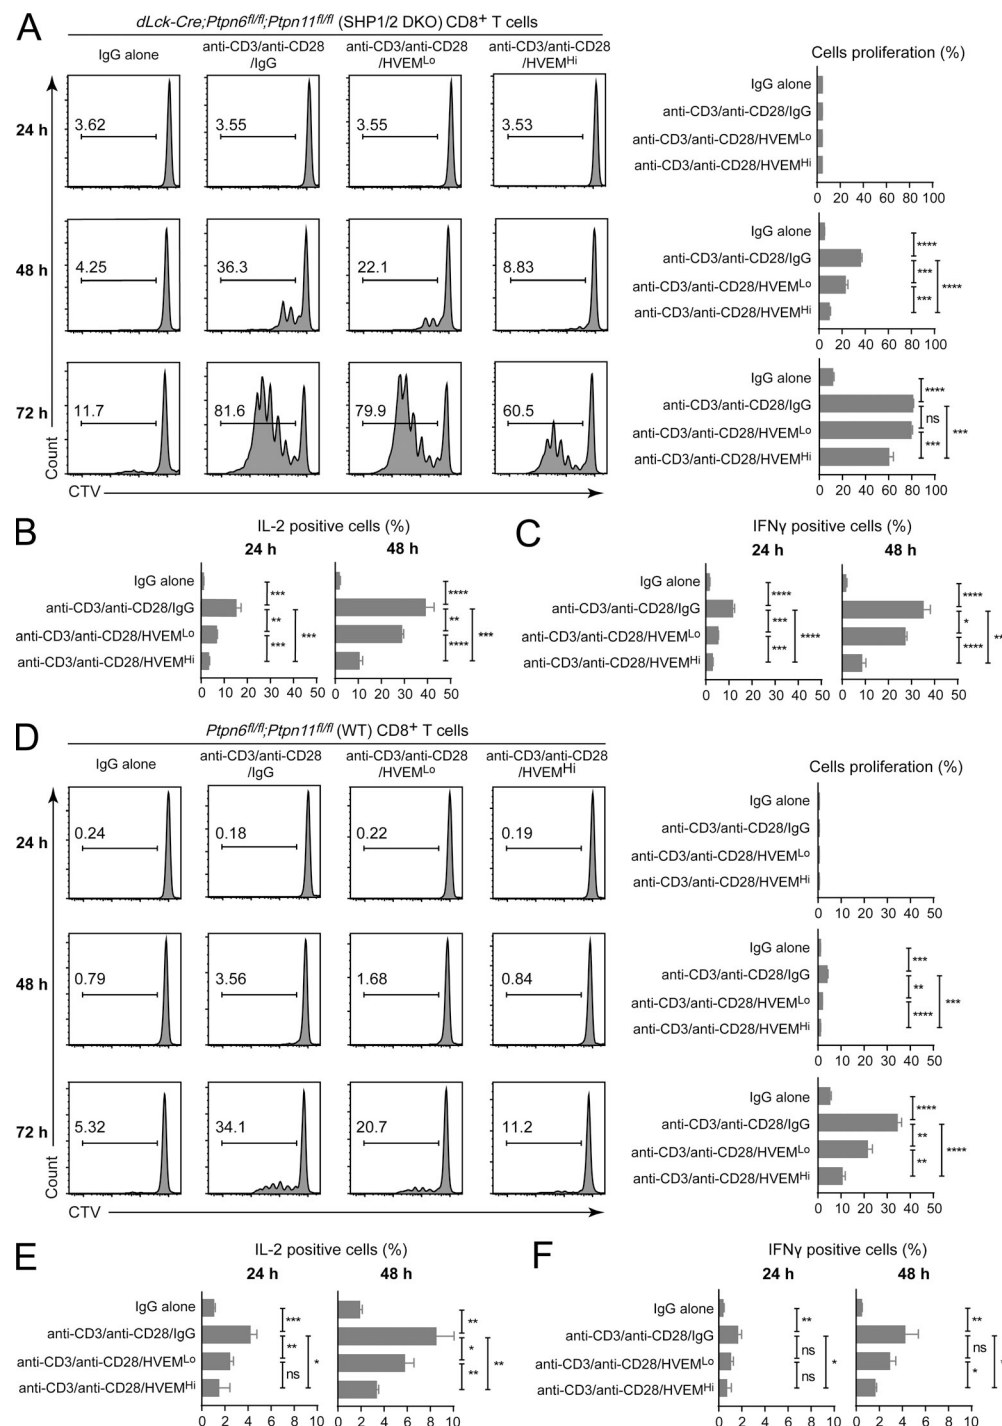 A
dLck-Cre;Ptpn6fl/fl;Ptpn11fl/fl (SHP1/2 DKO) CD8+ T cells
IgG alone
anti-CD3/anti-CD28
/IgG
anti-CD3/anti-CD28
/HVEMLo
anti-CD3/anti-CD28
/HVEMHi
24 h
3.62
3.55
3.55
3.53
48 h
4.25
36.3
22.1
8.83
72 h
11.7
81.6
79.9
60.5
Count
CTV
Cells proliferation (%)
IgG alone
anti-CD3/anti-CD28/IgG
anti-CD3/anti-CD28/HVEMLo
anti-CD3/anti-CD28/HVEMHi
0 20 40 60 80 100
IgG alone
anti-CD3/anti-CD28/IgG
anti-CD3/anti-CD28/HVEMLo
anti-CD3/anti-CD28/HVEMHi
****
***
***
****
0 20 40 60 80 100
IgG alone
anti-CD3/anti-CD28/IgG
anti-CD3/anti-CD28/HVEMLo
anti-CD3/anti-CD28/HVEMHi
****
ns
***
***
0 20 40 60 80 100
B
IL-2 positive cells (%)
24 h
48 h
IgG alone
anti-CD3/anti-CD28/IgG
anti-CD3/anti-CD28/HVEMLo
anti-CD3/anti-CD28/HVEMHi
***
**
***
***
0 10 20 30 40 50
****
**
****
***
0 10 20 30 40 50
C
IFNγ positive cells (%)
24 h
48 h
IgG alone
anti-CD3/anti-CD28/IgG
anti-CD3/anti-CD28/HVEMLo
anti-CD3/anti-CD28/HVEMHi
****
***
***
****
0 10 20 30 40 50
****
*
****
0 10 20 30 40 50
D
Ptpn6fl/fl;Ptpn11fl/fl (WT) CD8+ T cells
IgG alone
anti-CD3/anti-CD28
/IgG
anti-CD3/anti-CD28
/HVEMLo
anti-CD3/anti-CD28
/HVEMHi
24 h
0.24
0.18
0.22
0.19
48 h
0.79
3.56
1.68
0.84
72 h
5.32
34.1
20.7
11.2
Count
CTV
Cells proliferation (%)
IgG alone
anti-CD3/anti-CD28/IgG
anti-CD3/anti-CD28/HVEMLo
anti-CD3/anti-CD28/HVEMHi
0 10 20 30 40 50
IgG alone
anti-CD3/anti-CD28/IgG
anti-CD3/anti-CD28/HVEMLo
anti-CD3/anti-CD28/HVEMHi
***
**
****
***
0 10 20 30 40 50
IgG alone
anti-CD3/anti-CD28/IgG
anti-CD3/anti-CD28/HVEMLo
anti-CD3/anti-CD28/HVEMHi
****
**
**
****
0 10 20 30 40 50
E
IL-2 positive cells (%)
24 h
48 h
IgG alone
anti-CD3/anti-CD28/IgG
anti-CD3/anti-CD28/HVEMLo
anti-CD3/anti-CD28/HVEMHi
***
**
ns
*
0 2 4 6 8 10
**
*
**
**
0 2 4 6 8 10
F
IFNγ positive cells (%)
24 h
48 h
IgG alone
anti-CD3/anti-CD28/IgG
anti-CD3/anti-CD28/HVEMLo
anti-CD3/anti-CD28/HVEMHi
**
ns
ns
*
0 2 4 6 8 10
**
ns
*
0 2 4 6 8 10